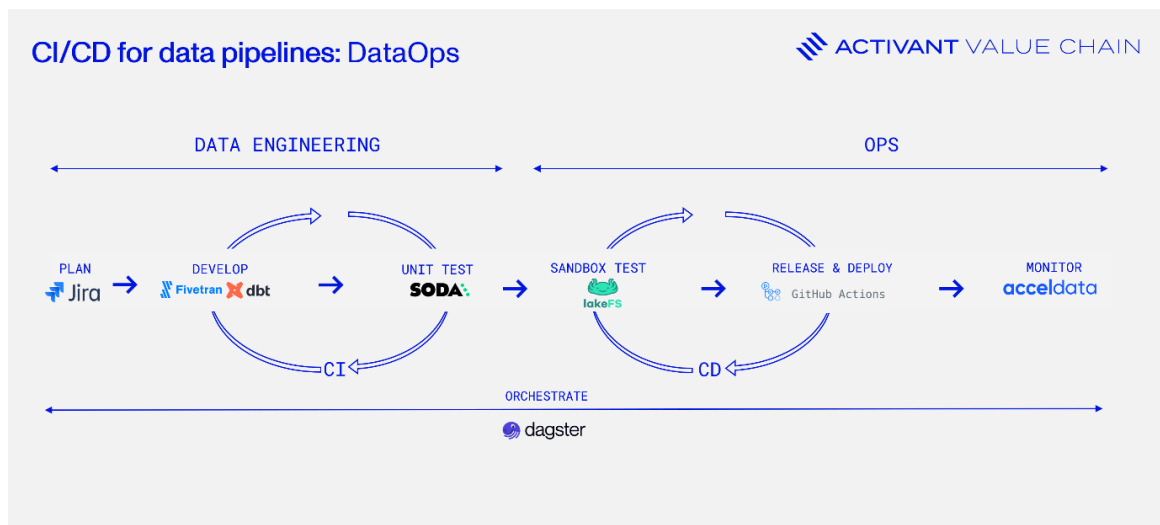 CI/CD for data pipelines: DataOps
ACTIVANT VALUE CHAIN
DATA ENGINEERING
OPS
PLAN
Jira
DEVELOP
Fivetran dbt
UNIT TEST
SODA
SANDBOX TEST
lakeFS
RELEASE & DEPLOY
GitHub Actions
MONITOR
acceldata
CI
CD
ORCHESTRATE
dagster